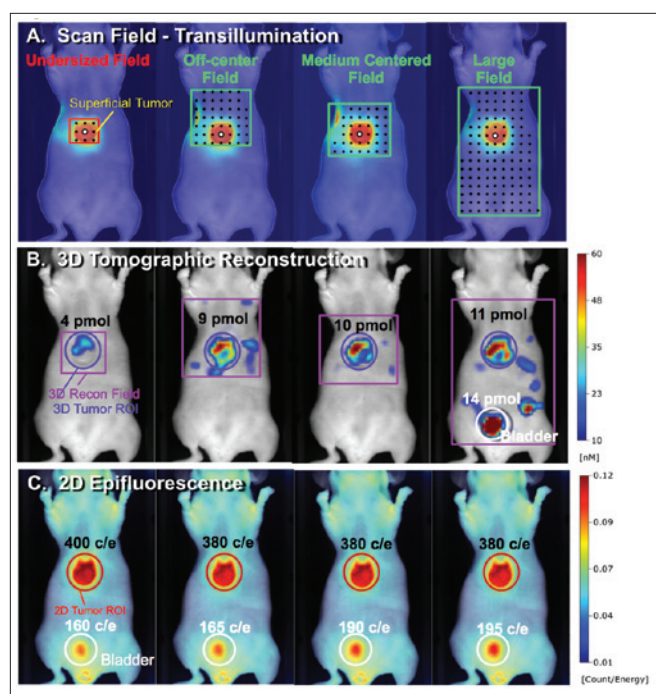 A. Scan Field - Transillumination
Undersized Field
Off-center Field
Medium Centered Field
Large Field
Superficial Tumor
B. 3D Tomographic Reconstruction
4 pmol
9 pmol
10 pmol
11 pmol
3D Recon Field
3D Tumor ROI
14 pmol
Bladder
60
48
35
23
10
[nM]
C. 2D Epifluorescence
400 c/e
380 c/e
380 c/e
380 c/e
2D Tumor ROI
160 c/e
165 c/e
190 c/e
195 c/e
Bladder
0.12
0.09
0.07
0.04
0.01
[Count/Energy]